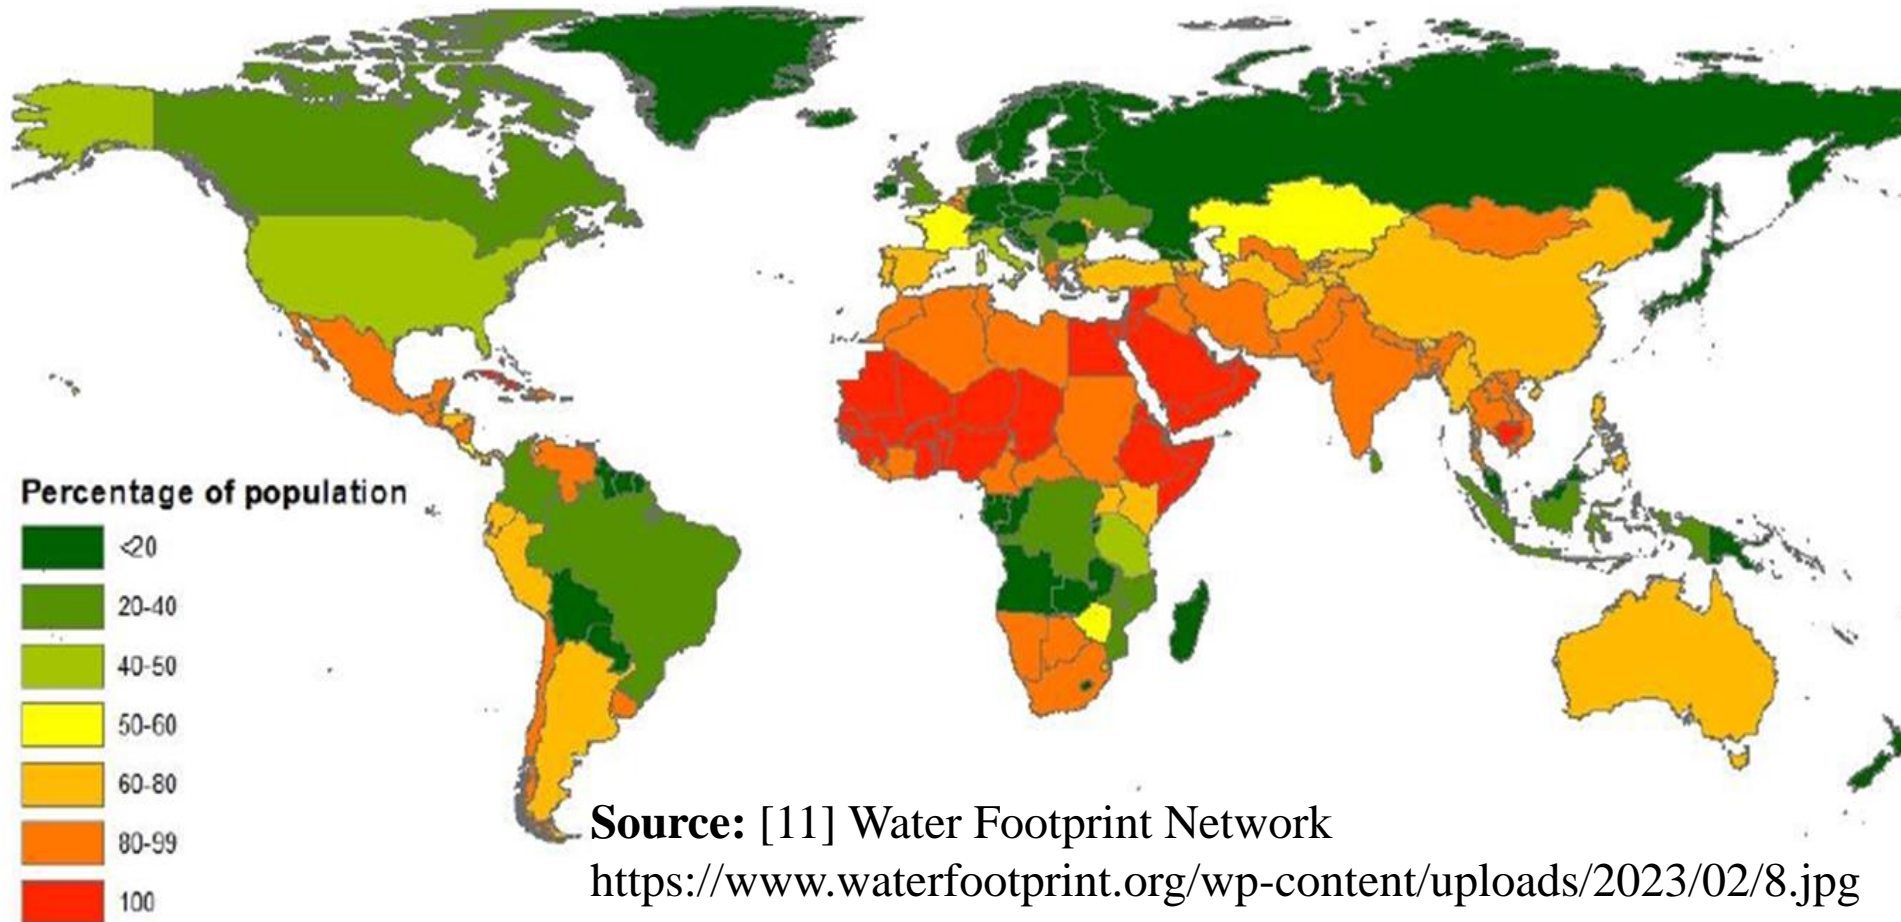 Percentage of population
<20
20-40
40-50
50-60
60-80
80-99
100
Source: [11] Water Footprint Network
https://www.waterfootprint.org/wp-content/uploads/2023/02/8.jpg